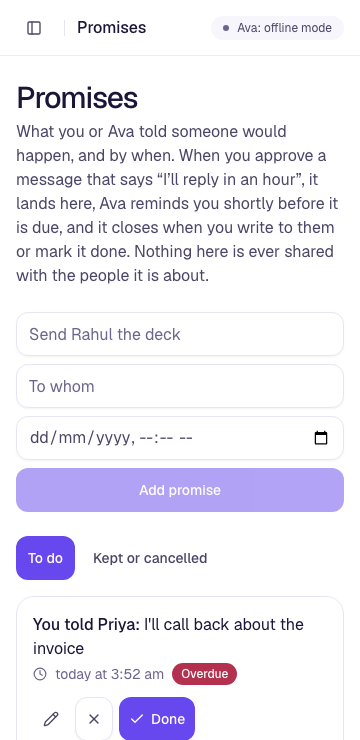 Promises
Ava: offline mode
Promises
What you or Ava told someone would
happen, and by when. When you approve a
message that says “I’ll reply in an hour”, it
lands here, Ava reminds you shortly before it
is due, and it closes when you write to them
or mark it done. Nothing here is ever shared
with the people it is about.
Send Rahul the deck
To whom
dd/mm/yyyy, --:-- --
Add promise
To do
Kept or cancelled
You told Priya: I'll call back about the
invoice
today at 3:52 am
Overdue
Done